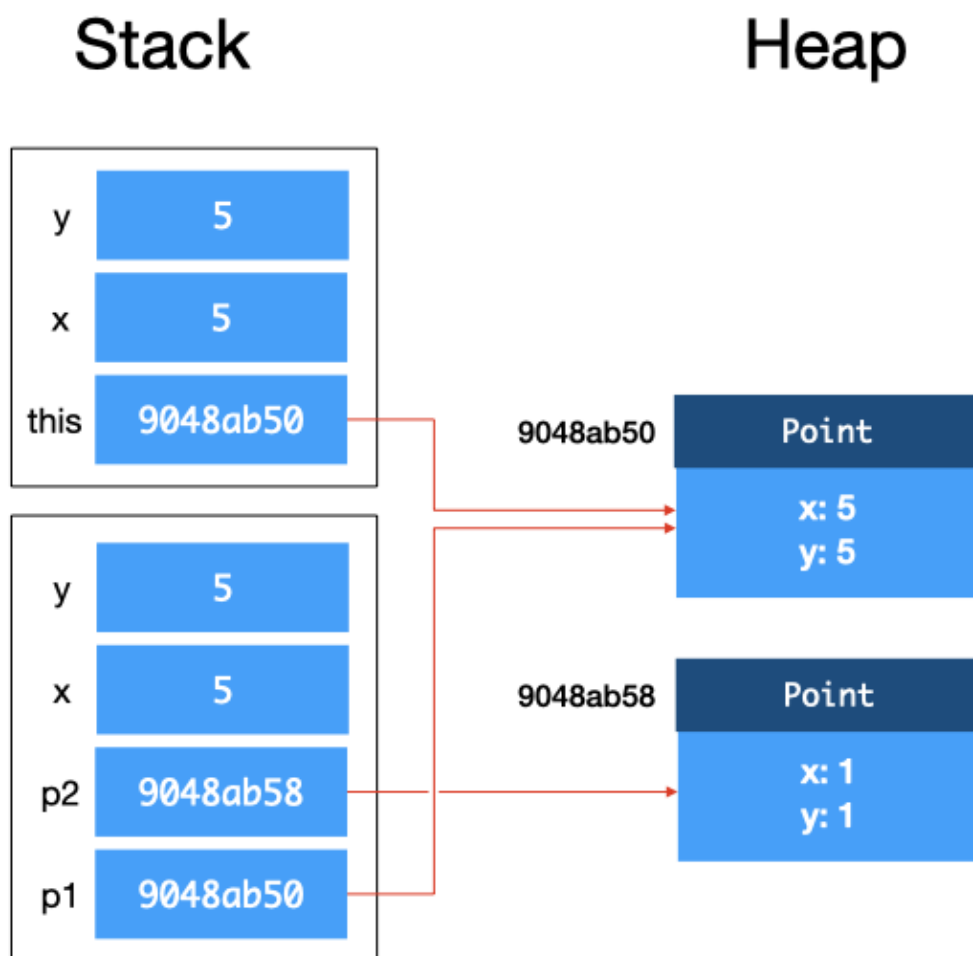 Stack
Heap
y 5
x 5
this 9048ab50
9048ab50 Point
x: 5
y: 5
y 5
x 5
9048ab58 Point
p2 9048ab58
x: 1
y: 1
p1 9048ab50